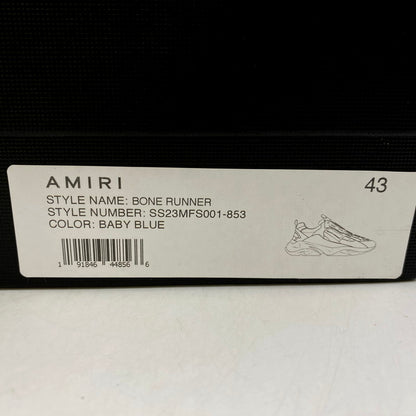 AMIRI
43
STYLE NAME: BONE RUNNER
STYLE NUMBER: SS23MFS001-853
COLOR: BABY BLUE
1 91846 44856 6